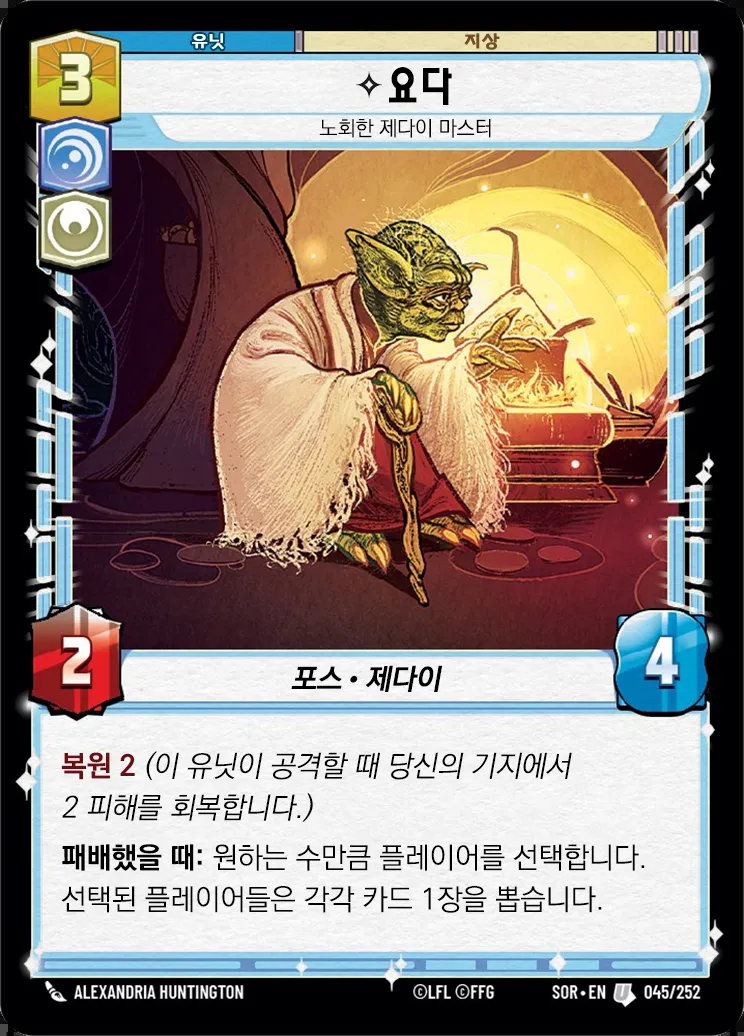 유닛
지상
3
✧요다
노회한 제다이 마스터
2
포스 • 제다이
4
복원 2 (이 유닛이 공격할 때 당신의 기지에서
2 피해를 회복합니다.)
패배했을 때: 원하는 수만큼 플레이어를 선택합니다.
선택된 플레이어들은 각각 카드 1장을 뽑습니다.
ALEXANDRIA HUNTINGTON
©LFL ©FFG
SOR • EN U 045/252